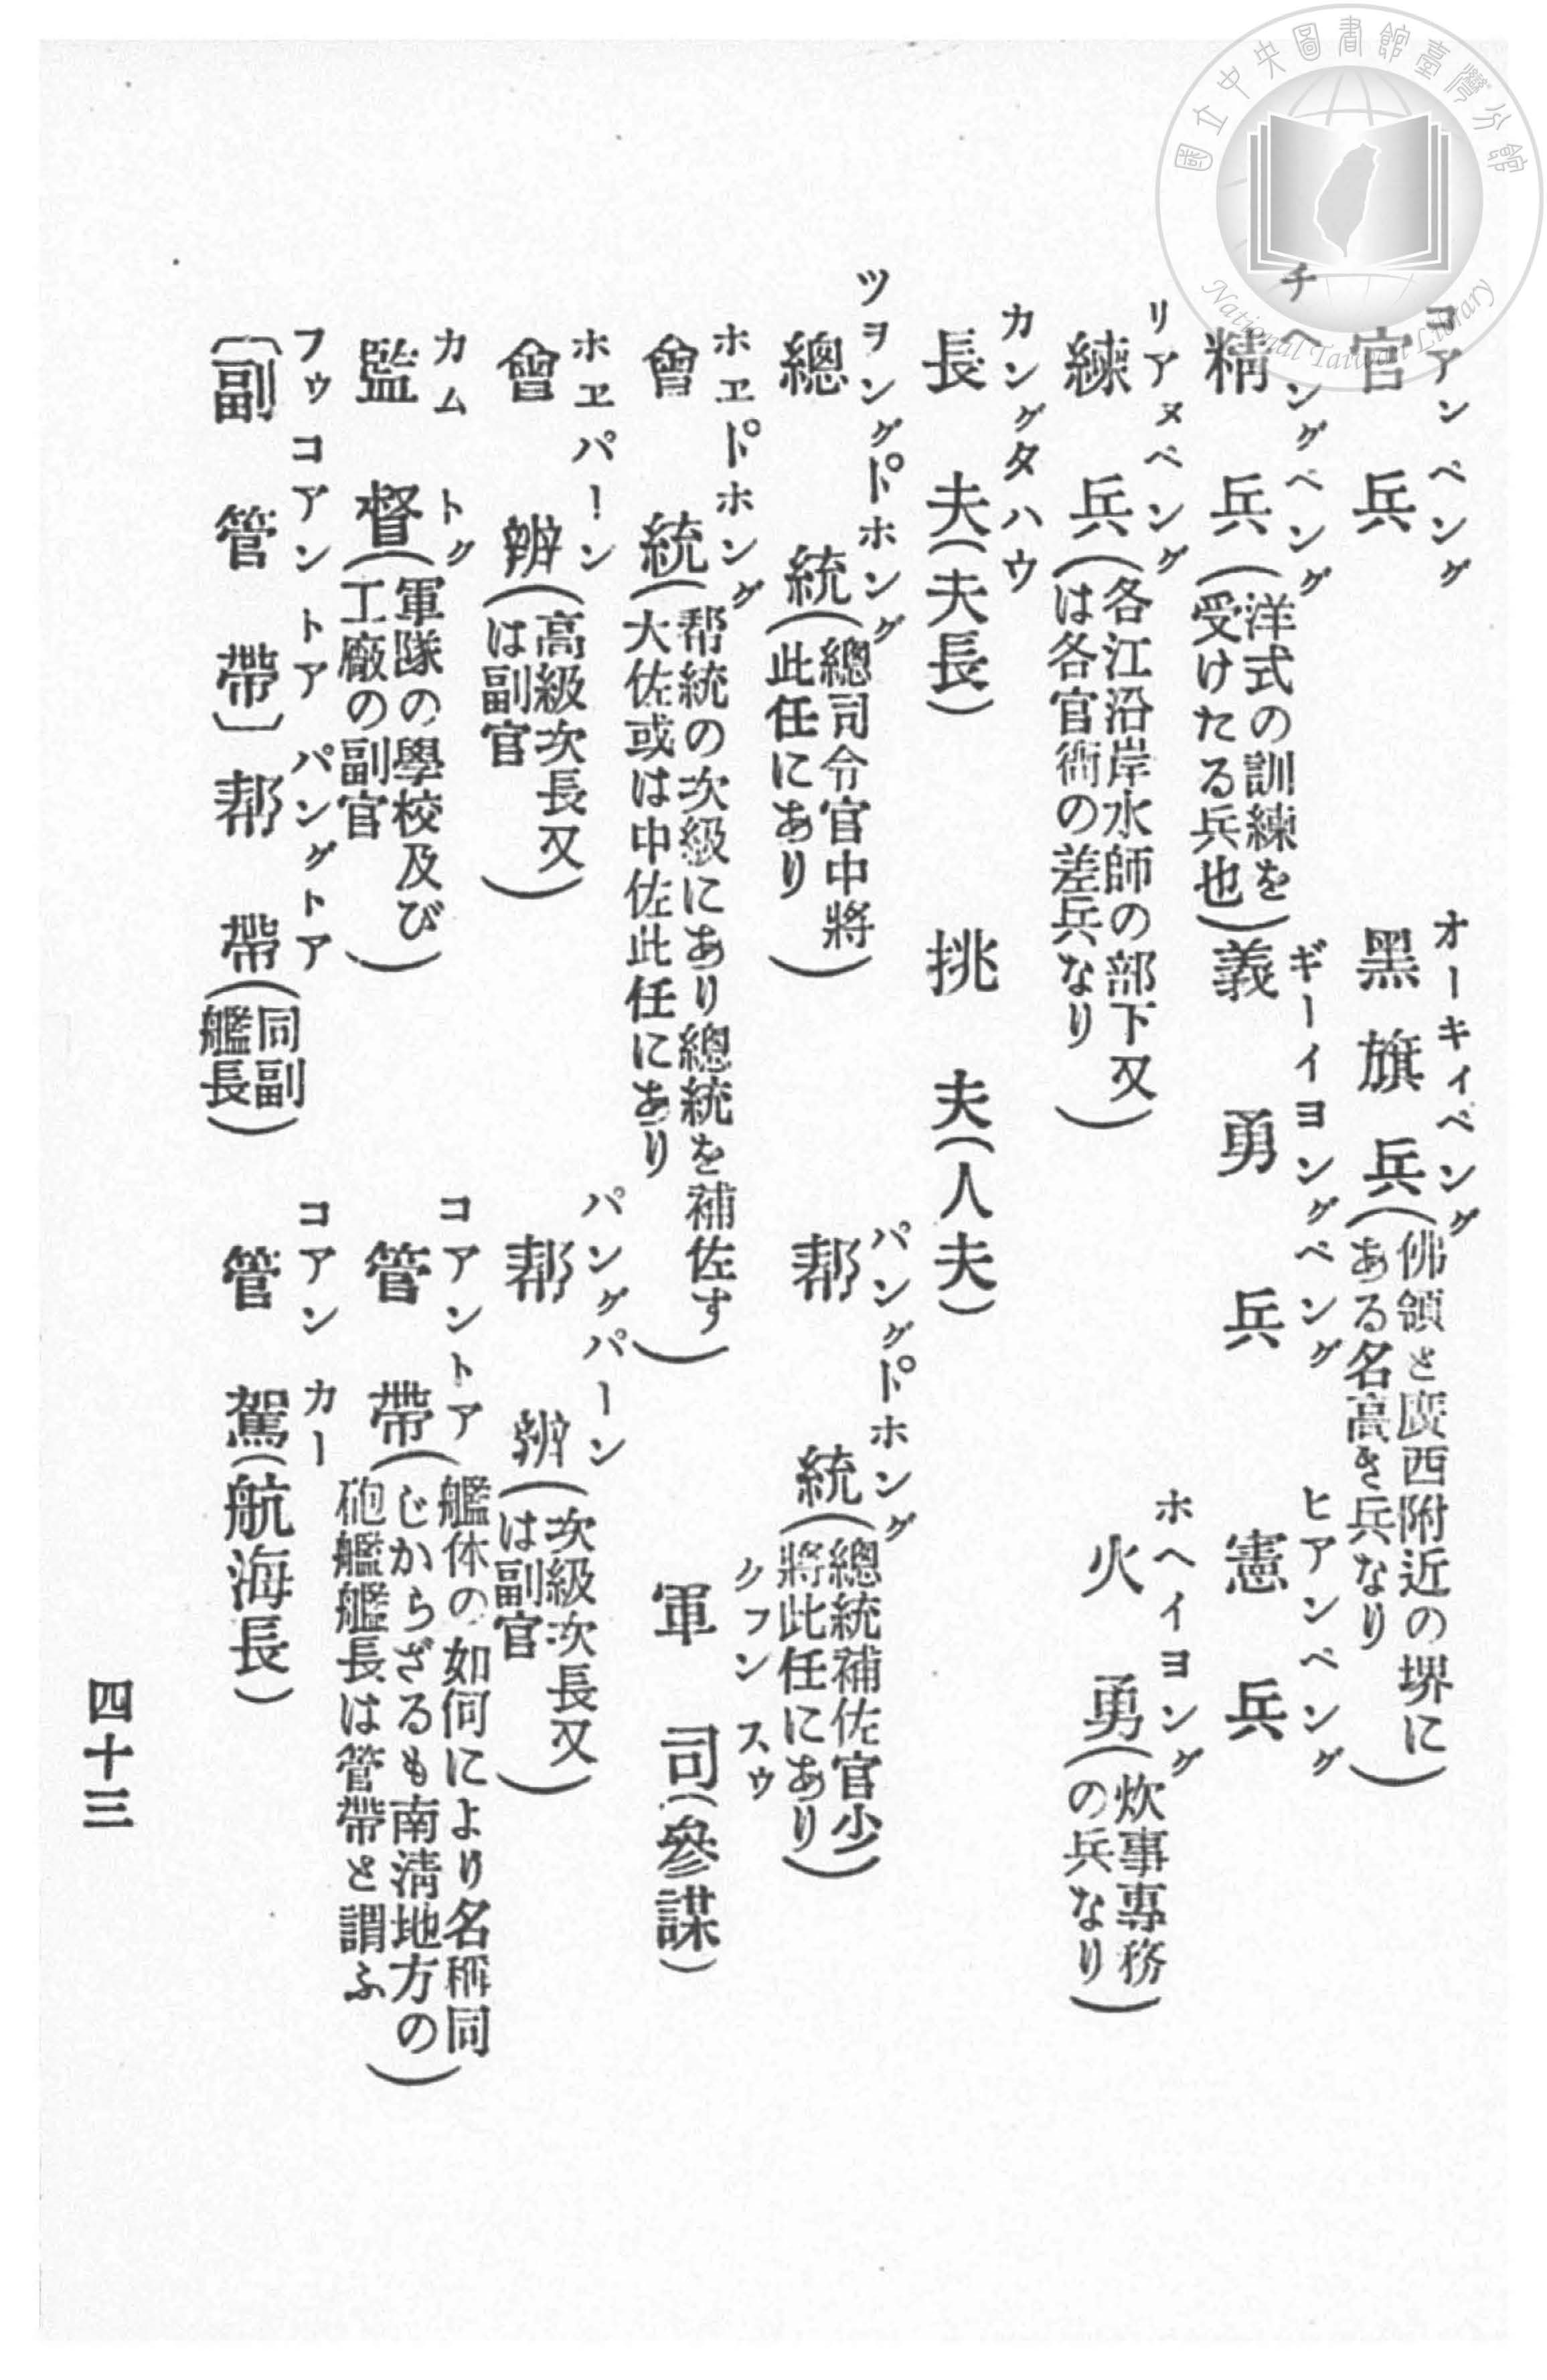 國立中央圖書館臺灣分館
National Taiwan Library
コアンベング
官兵
オーキィベング
黑旗兵(佛領と廣西附近の堺に
ある名高き兵なり)
チヘングベング
精兵(洋式の訓練を
受けたる兵也)
ギーイヨングベング
義勇兵
ヒアンベング
憲兵
リアヌベング
練兵(各江沿岸水師の部下又
は各官衙の差兵なり)
ホヘイヨング
火勇(炊事專務
の兵なり)
カングタハウ
長夫(夫長)
挑夫(人夫)
ツヲングト゚ホング
總統(總司令官中將
此任にあり)
パングト゚ホング
帮統(總統補佐官少
將此任にあり)
ホヱト゚ホング
會統(帮統の次級にあり總統を補佐す
大佐或は中佐此任にあり)
クフンスゥ
軍司(參謀)
ホヱパーン
會辦(高級次長又
は副官)
パングパーン
帮辦(次級次長又
は副官)
カムトク
監督(軍隊の學校及び
工廠の副官)
コアントア
管帶(艦体の如何により名稱同
じからざるも南淸地方の
砲艦艦長は管帶と謂ふ)
フゥコアントアパングトア
〔副管帶〕帮帶(同副
艦長)
コアンカー
管駕(航海長)
四十三